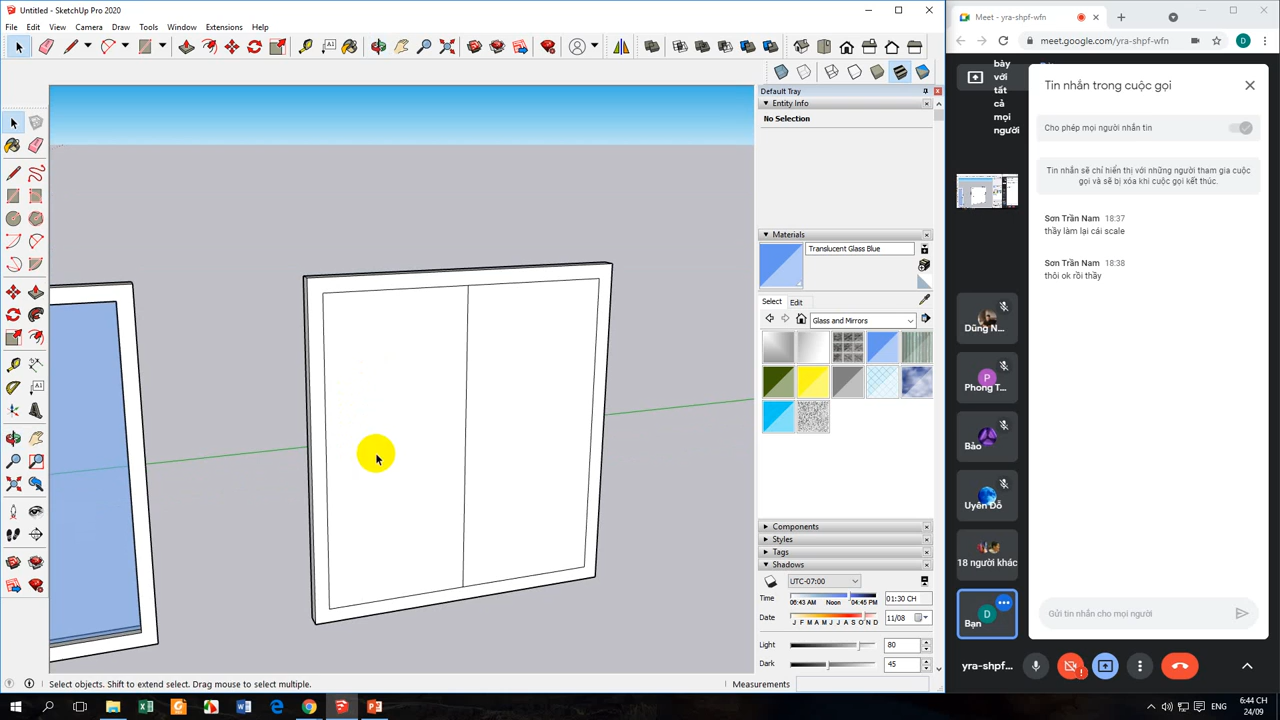 Untitled - SketchUp Pro 2020
File Edit View Camera Draw Tools Window Extensions Help
Default Tray
Entity Info
No Selection
Materials
Translucent Glass Blue
Select Edit
Glass and Mirrors
Components
Styles
Tags
Shadows
UTC-07:00
Time 06:43 AM Noon 04:45 PM 01:30 CH
Date J F M A M J J A S O N D 11/08
Light 80
Dark 45
Select objects. Shift to extend select. Drag mouse to select multiple.
Measurements
Meet - yra-shpf-wfn
meet.google.com/yra-shpf-wfn
D
bày
với
tất
cả
mọi
người
Tin nhắn trong cuộc gọi
Cho phép mọi người nhắn tin
Tin nhắn sẽ chỉ hiển thị với những người tham gia cuộc
gọi và sẽ bị xóa khi cuộc gọi kết thúc.
Sơn Trần Nam 18:37
thầy làm lại cái scale
Sơn Trần Nam 18:38
thôi ok rồi thầy
Dũng N...
P
Phong T...
Bảo
Uyên Đỗ
18 người khác
D
Bạn
Gửi tin nhắn cho mọi người
yra-shpf...
ENG
6:44 CH
24/09